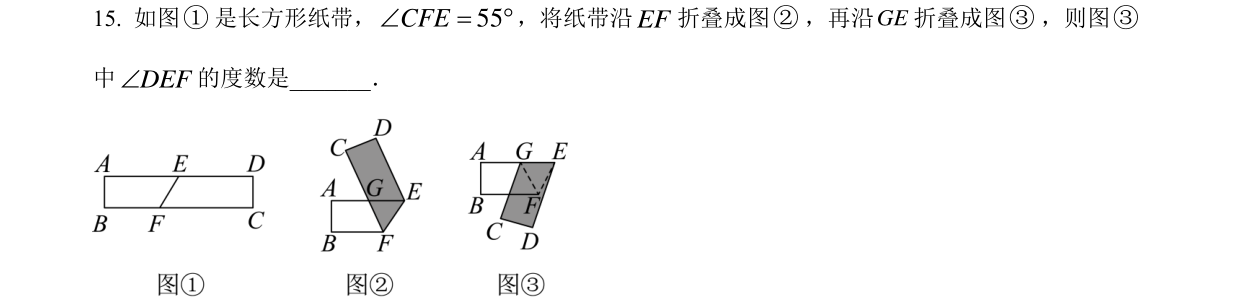 15. 如图①是长方形纸带，∠CFE = 55°，将纸带沿 EF 折叠成图②，再沿 GE 折叠成图③，则图③
中 ∠DEF 的度数是______.
A E D
B F C
图①
D
C
A G E
B F
图②
A G E
B F
C D
图③